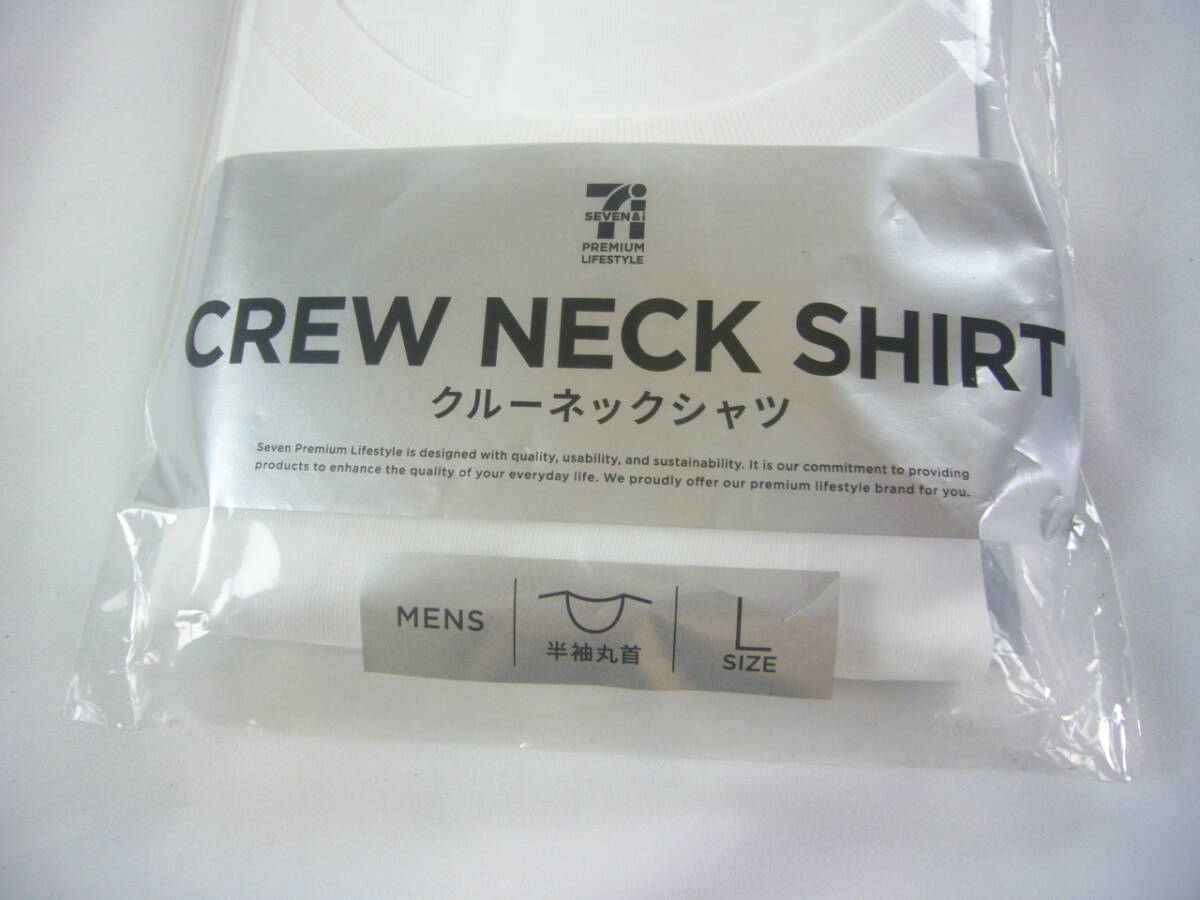 SEVEN&i
PREMIUM
LIFESTYLE
CREW NECK SHIRT
クルーネックシャツ
Seven Premium Lifestyle is designed with quality, usability, and sustainability. It is our commitment to providing
products to enhance the quality of your everyday life. We proudly offer our premium lifestyle brand for you.
MENS
半袖丸首
L
SIZE